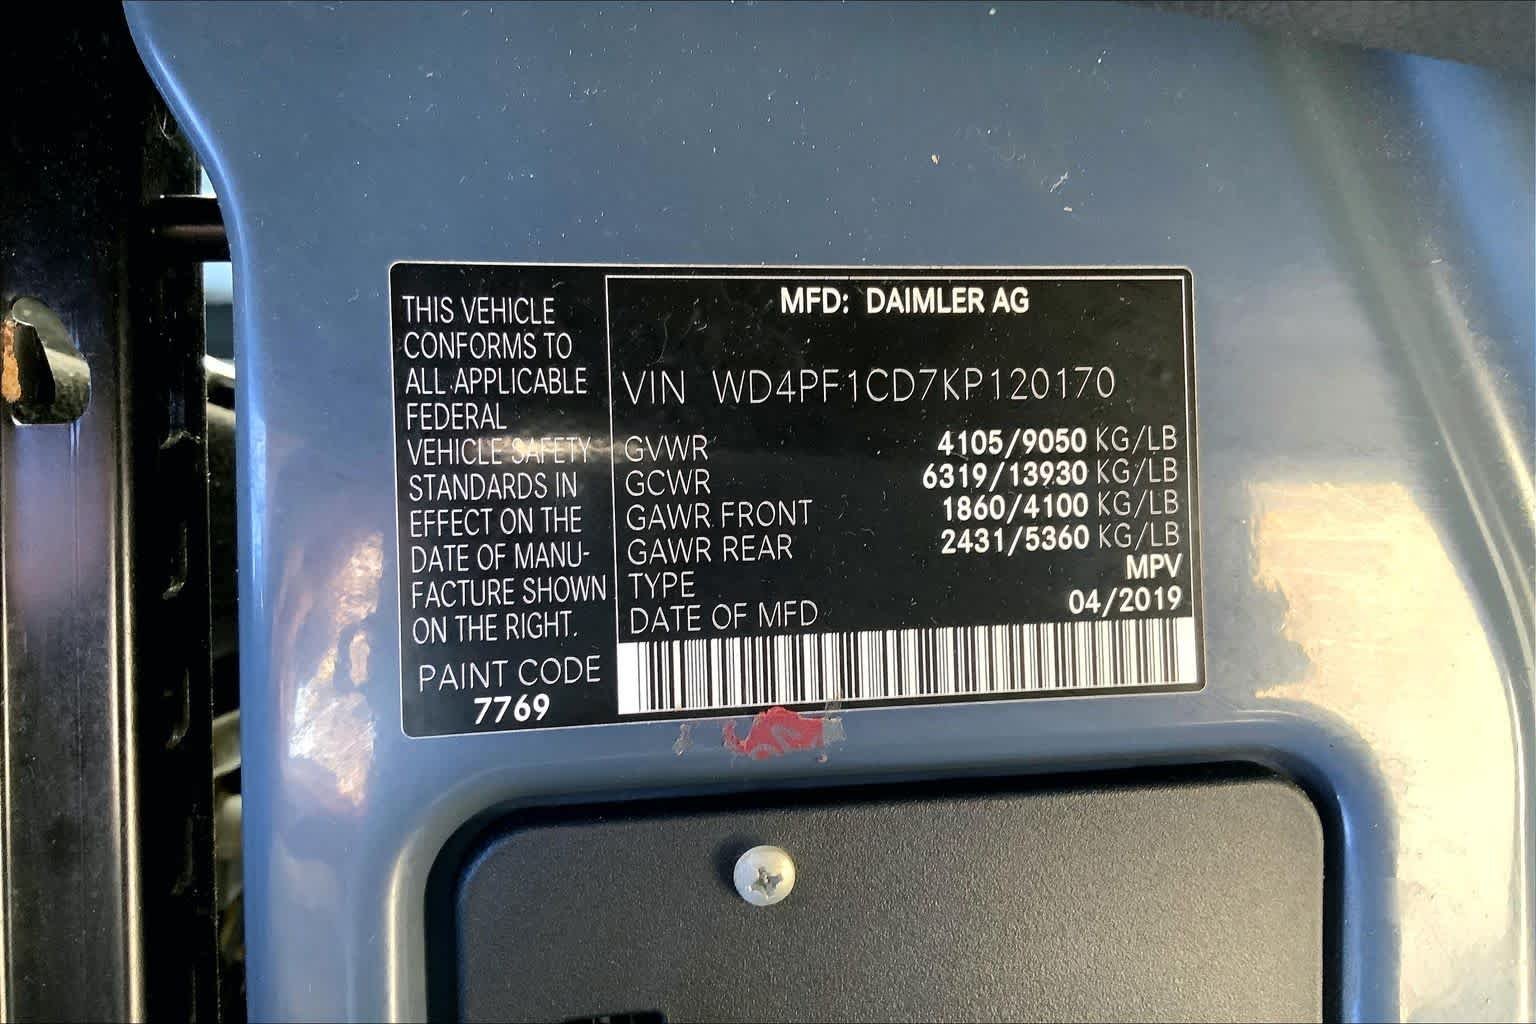 THIS VEHICLE
CONFORMS TO
ALL APPLICABLE
FEDERAL
VEHICLE SAFETY
STANDARDS IN
EFFECT ON THE
DATE OF MANU-
FACTURE SHOWN
ON THE RIGHT.
PAINT CODE
7769
MFD: DAIMLER AG
VIN WD4PF1CD7KP120170
GVWR 4105/9050 KG/LB
GCWR 6319/13930 KG/LB
GAWR FRONT 1860/4100 KG/LB
GAWR REAR 2431/5360 KG/LB
TYPE MPV
DATE OF MFD 04/2019